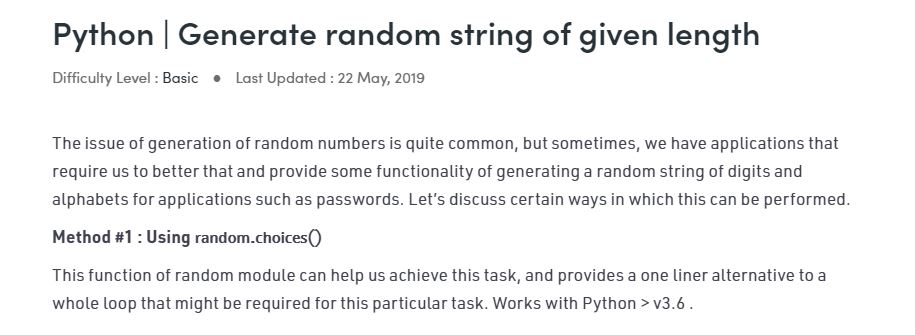 Python | Generate random string of given length
Difficulty Level : Basic ● Last Updated : 22 May, 2019
The issue of generation of random numbers is quite common, but sometimes, we have applications that
require us to better that and provide some functionality of generating a random string of digits and
alphabets for applications such as passwords. Let’s discuss certain ways in which this can be performed.
Method #1 : Using random.choices()
This function of random module can help us achieve this task, and provides a one liner alternative to a
whole loop that might be required for this particular task. Works with Python > v3.6 .